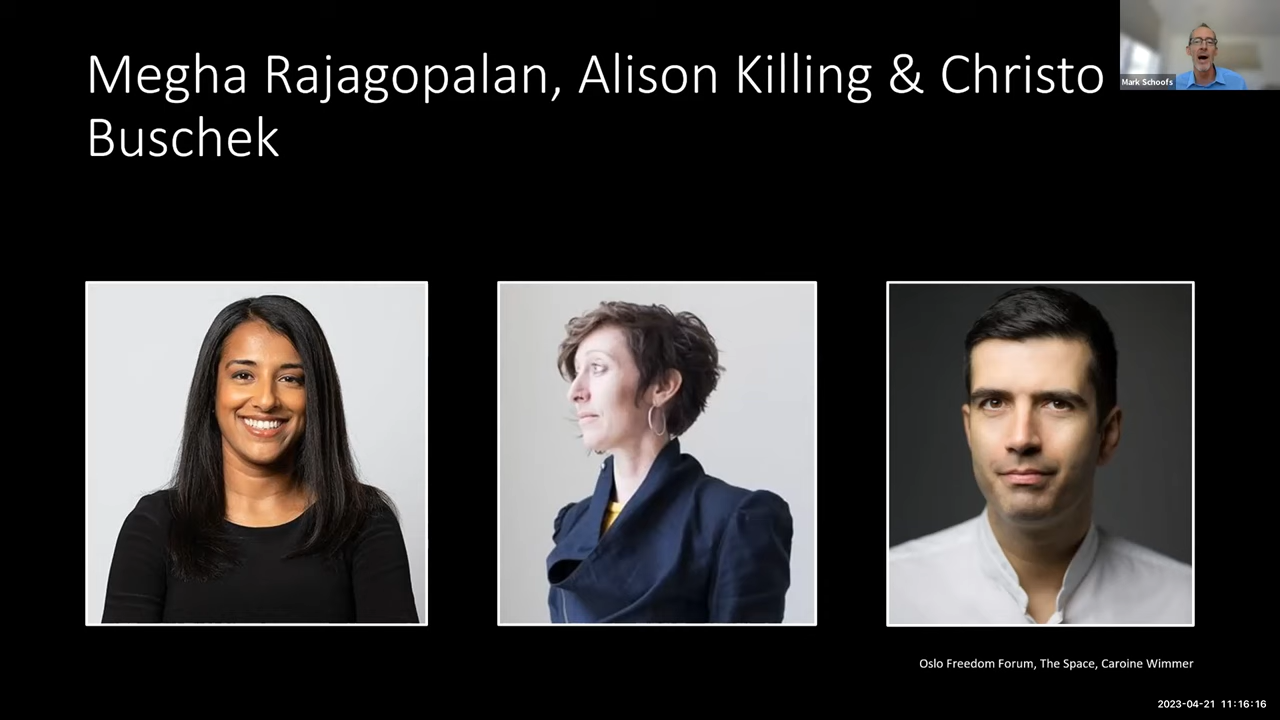 Megha Rajagopalan, Alison Killing & Christo
Buschek
Mark Schoofs
Oslo Freedom Forum, The Space, Caroine Wimmer
2023-04-21 11:16:16